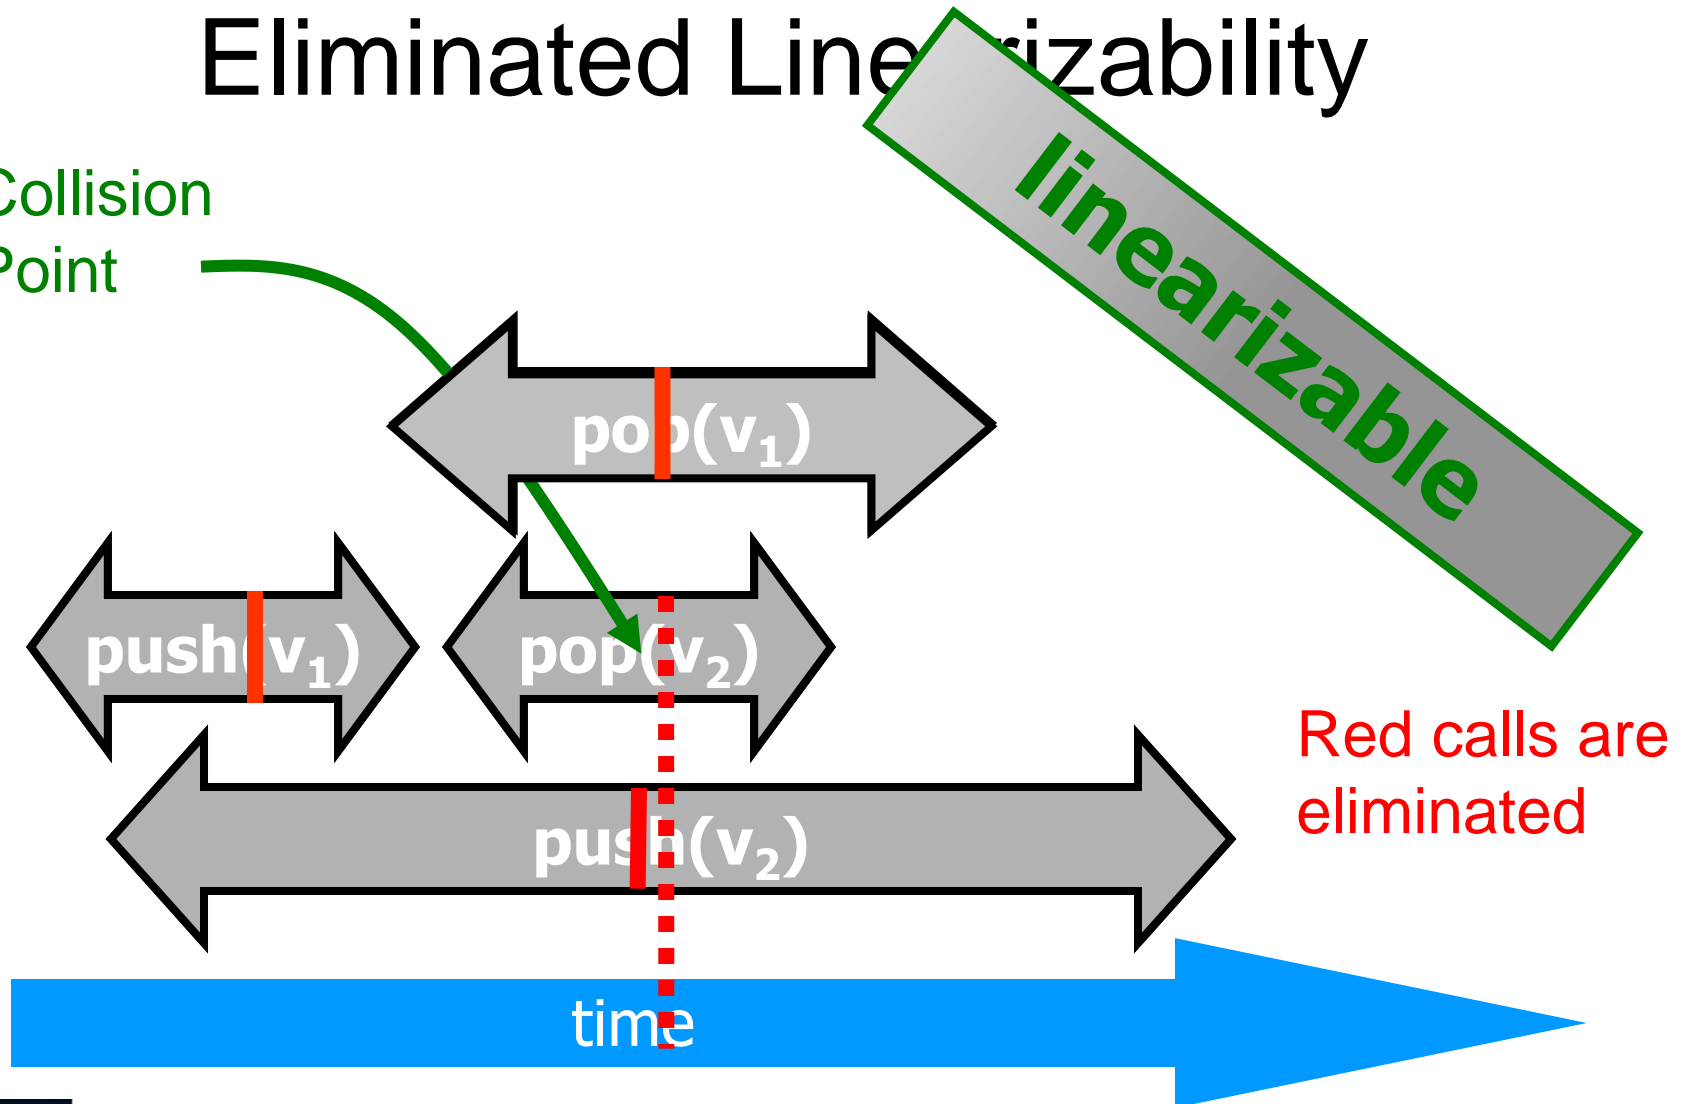 Eliminated Linearizability
Collision
Point
linearizable
pop(v₁)
push(v₁)
pop(v₂)
push(v₂)
Red calls are
eliminated
time